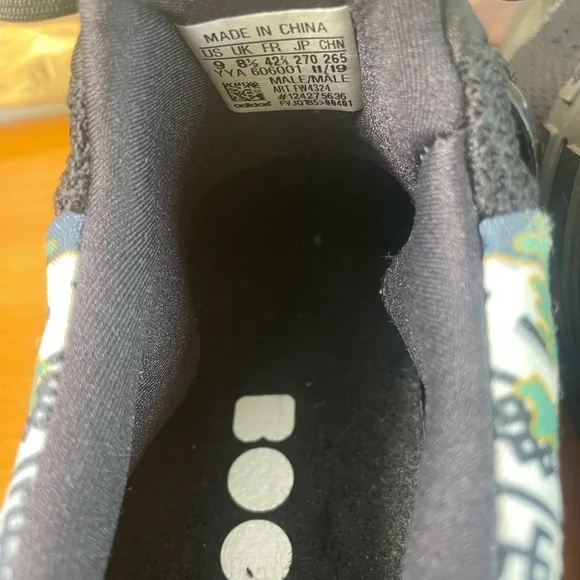 MADE IN CHINA
US UK FR JP CHN
9 8½ 42⅔ 270 265
YYA 606001 11/19
MALE/MALE
ART FW4324
#124275636
adidas